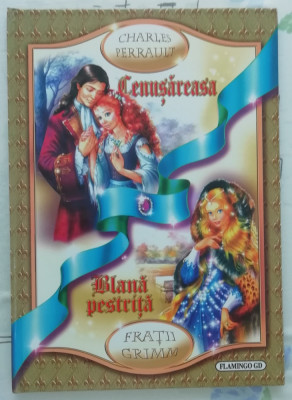 CHARLES
PERRAULT
Cenușăreasa
Blană
pestriță
FRAȚII
GRIMM
FLAMINGO GD